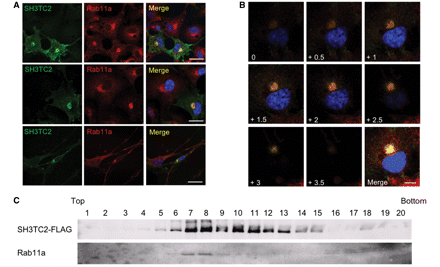 A
SH3TC2 Rab11a Merge
SH3TC2 Rab11a Merge
SH3TC2 Rab11a Merge
B
0 + 0.5 + 1
+ 1.5 + 2 + 2.5
+ 3 + 3.5 Merge
C
Top Bottom
1 2 3 4 5 6 7 8 9 10 11 12 13 14 15 16 17 18 19 20
SH3TC2-FLAG
Rab11a